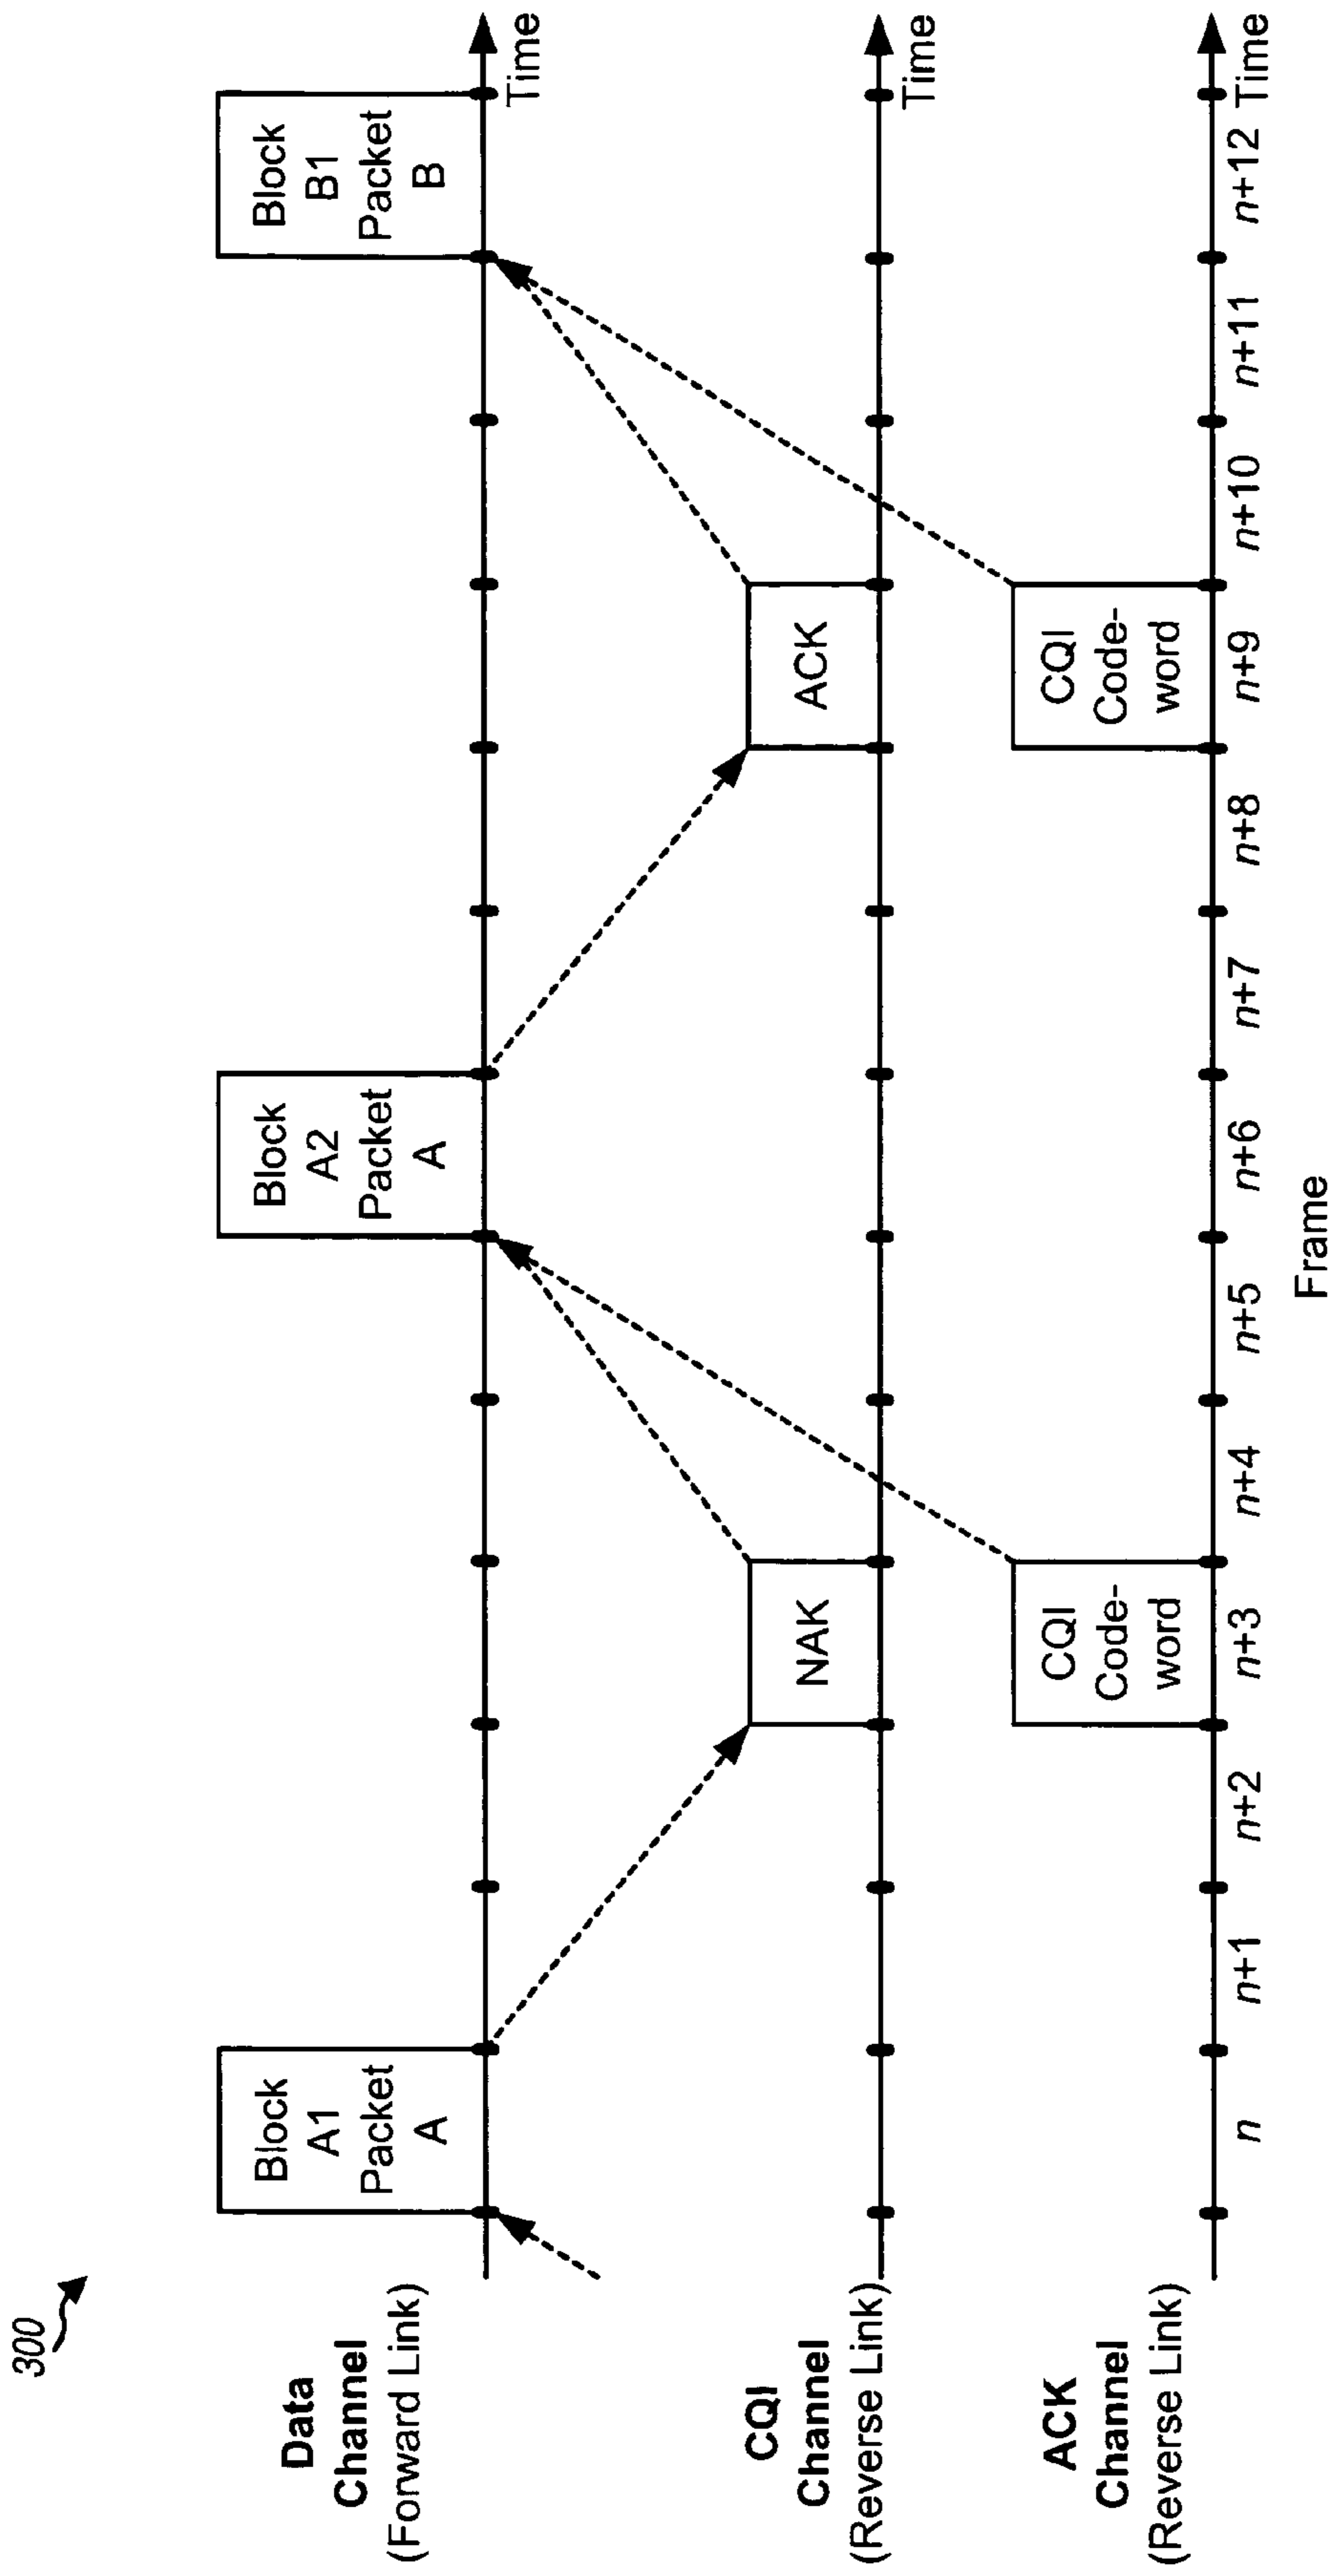 300
Data
Channel
(Forward Link)
Block
A1
Packet
A
Block
A2
Packet
A
Block
B1
Packet
B
Time
CQI
Channel
(Reverse Link)
NAK
ACK
Time
ACK
Channel
(Reverse Link)
CQI
Code-
word
CQI
Code-
word
n n+1 n+2 n+3 n+4 n+5 n+6 n+7 n+8 n+9 n+10 n+11 n+12 Time
Frame